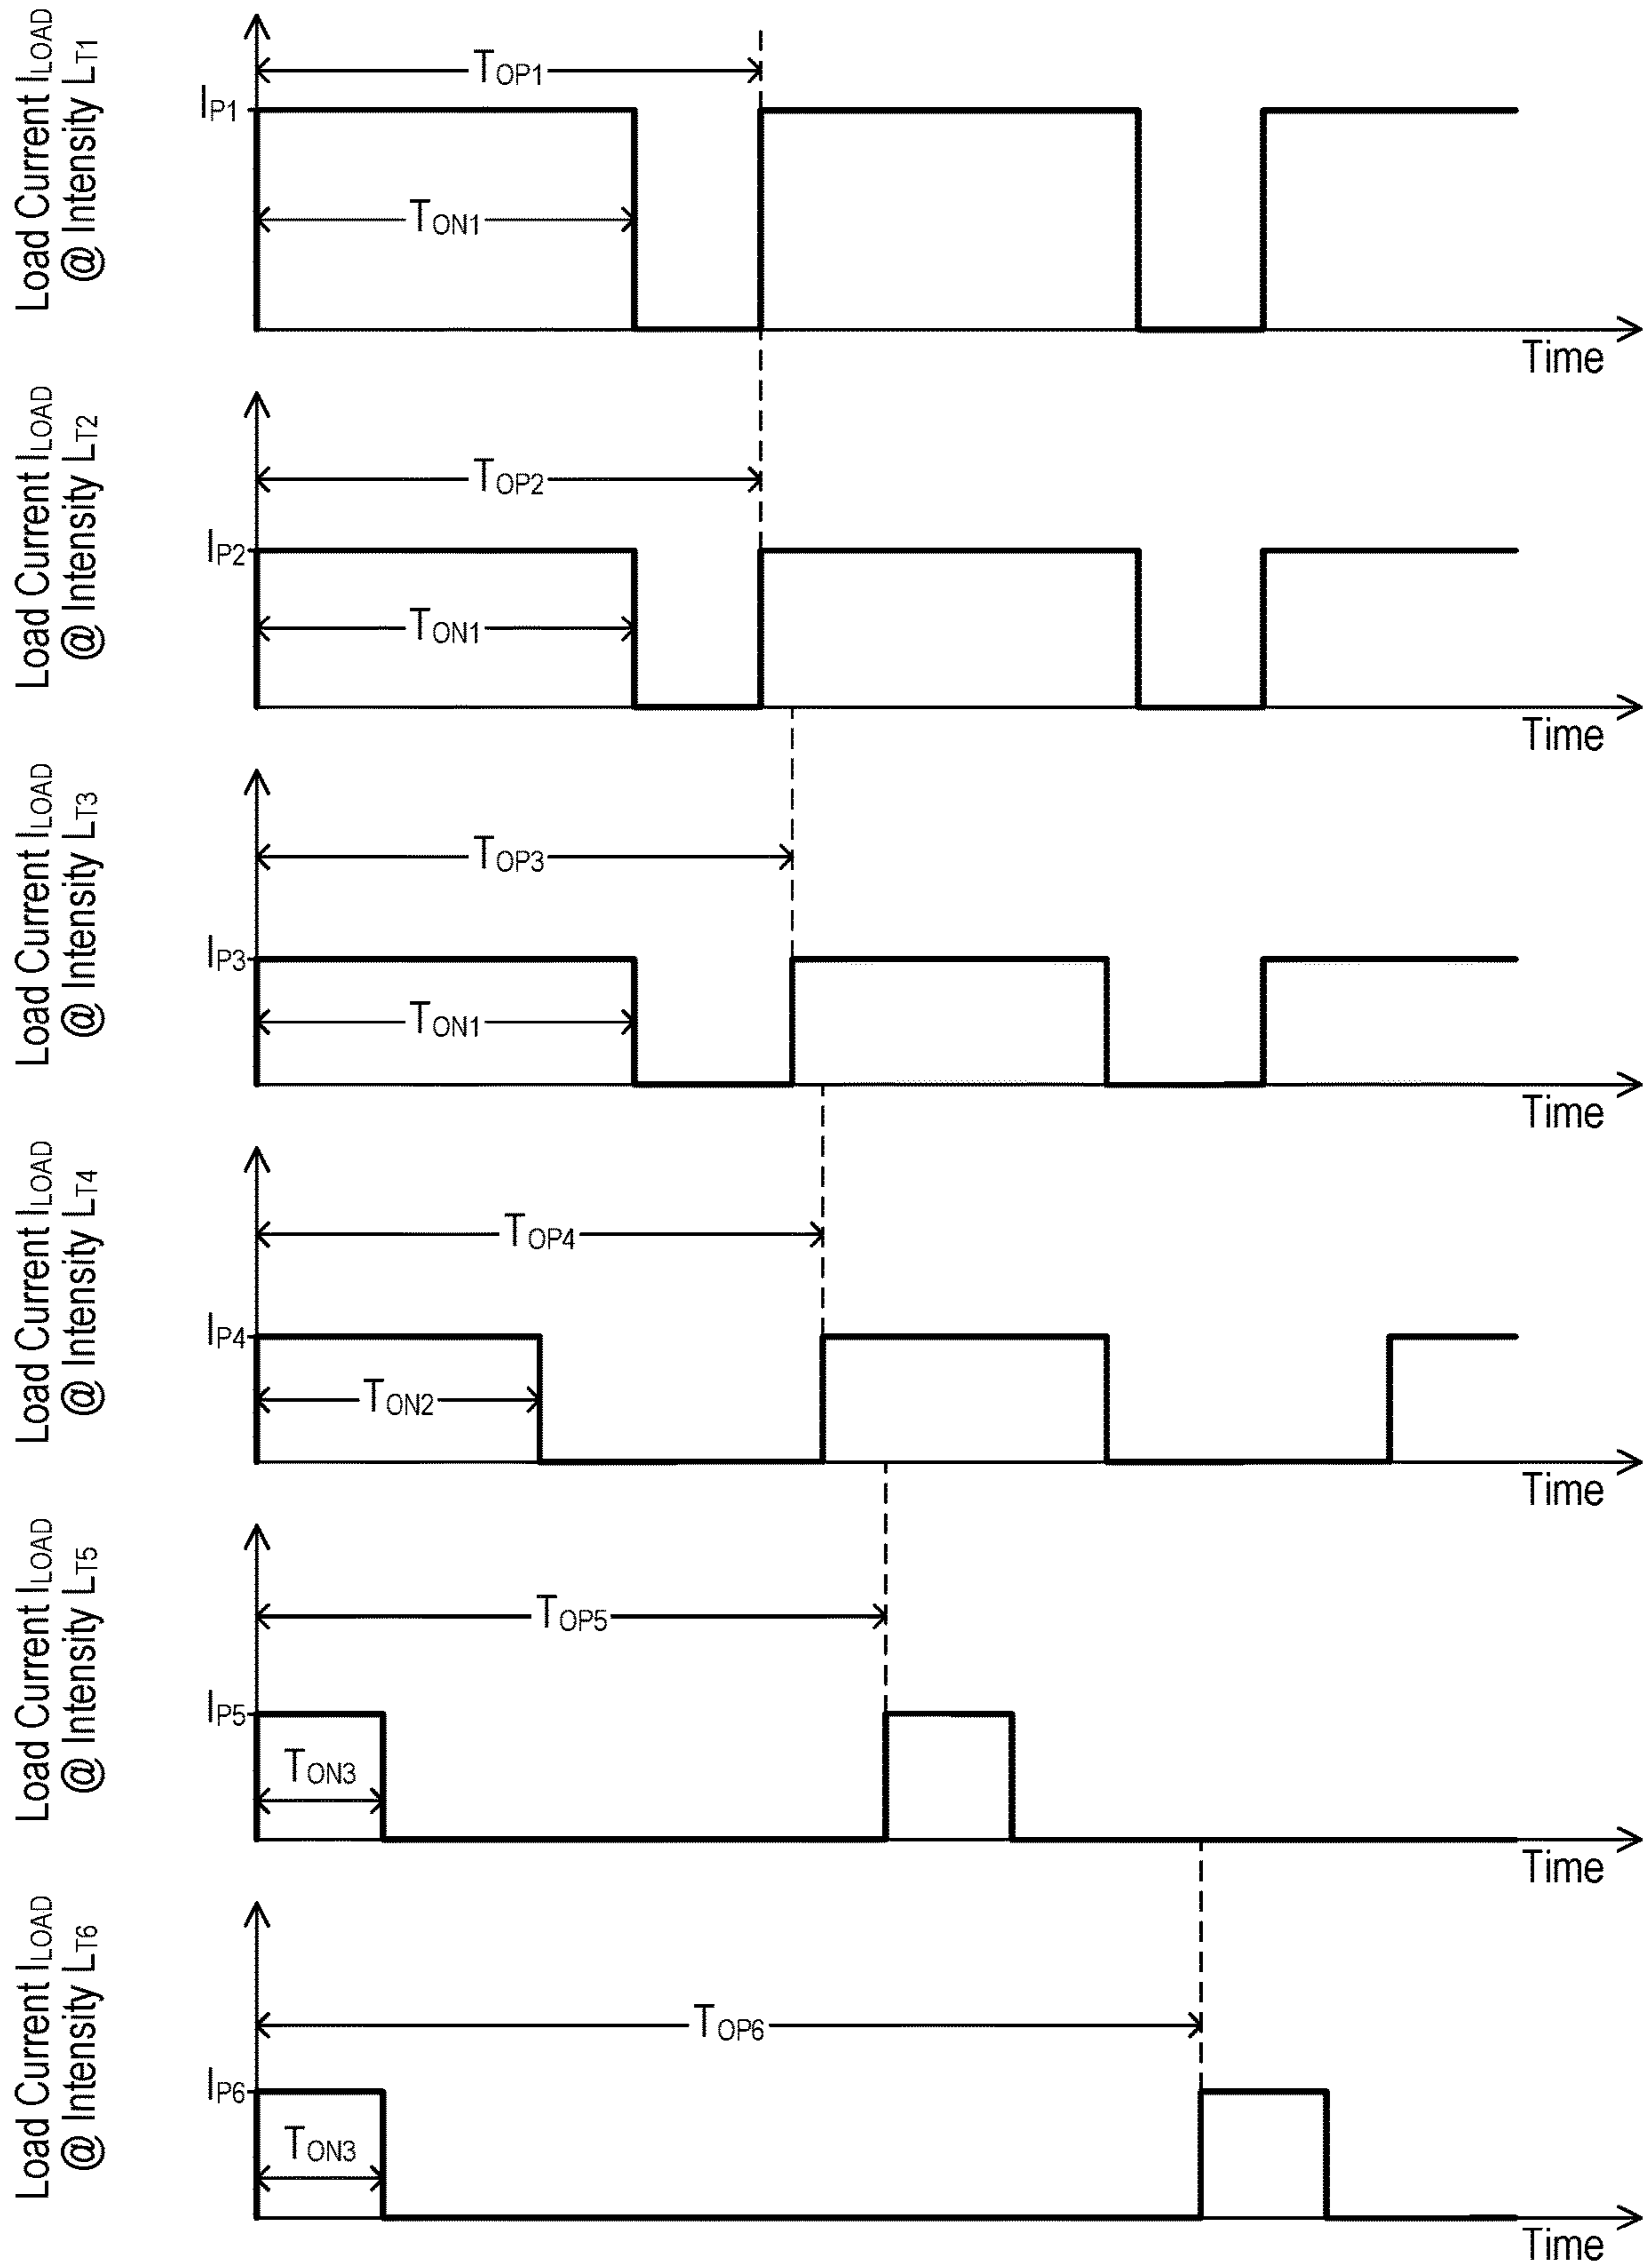 Load Current ILOAD
@ Intensity LT1
TOP1
IP1
TON1
Time
Load Current ILOAD
@ Intensity LT2
TOP2
IP2
TON1
Time
Load Current ILOAD
@ Intensity LT3
TOP3
IP3
TON1
Time
Load Current ILOAD
@ Intensity LT4
TOP4
IP4
TON2
Time
Load Current ILOAD
@ Intensity LT5
TOP5
IP5
TON3
Time
Load Current ILOAD
@ Intensity LT6
TOP6
IP6
TON3
Time